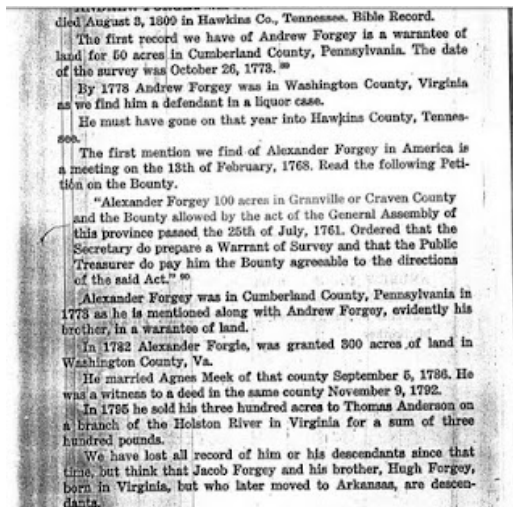 died August 3, 1809 in Hawkins Co., Tennessee. Bible Record.
The first record we have of Andrew Forgey is a warantee of
land for 50 acres in Cumberland County, Pennsylvania. The date
of the survey was October 26, 1773.
By 1778 Andrew Forgey was in Washington County, Virginia
as we find him a defendant in a liquor case.
He must have gone on that year into Hawkins County, Tennes-
see.
The first mention we find of Alexander Forgey in America is
a meeting on the 13th of February, 1768. Read the following Peti-
tion on the Bounty.
"Alexander Forgey 100 acres in Granville or Craven County
and the Bounty allowed by the act of the General Assembly of
this province passed the 25th of July, 1761. Ordered that the
Secretary do prepare a Warrant of Survey and that the Public
Treasurer do pay him the Bounty agreeable to the directions
of the said Act." 90
Alexander Forgey was in Cumberland County, Pennsylvania in
1773 as he is mentioned along with Andrew Forgey, evidently his
brother, in a warantee of land.
In 1782 Alexander Forgie, was granted 300 acres of land in
Washington County, Va.
He married Agnes Meek of that county September 5, 1786. He
was a witness to a deed in the same county November 9, 1792.
In 1795 he sold his three hundred acres to Thomas Anderson on
a branch of the Holston River in Virginia for a sum of three
hundred pounds.
We have lost all record of him or his descendants since that
time, but think that Jacob Forgey and his brother, Hugh Forgey,
born in Virginia, but who later moved to Arkansas, are descen-
dants.